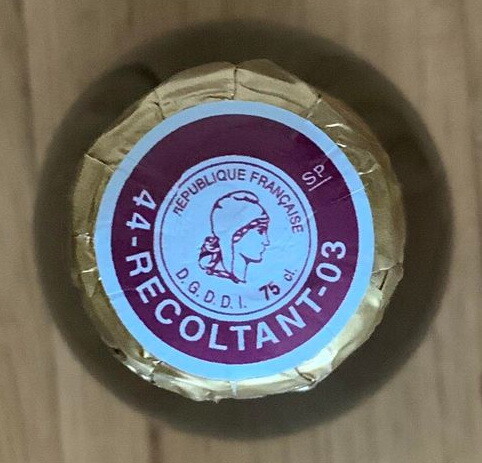 RÉPUBLIQUE FRANÇAISE
D.G.D.D.I. 75 cl.
44-RECOLTANT-03
SP